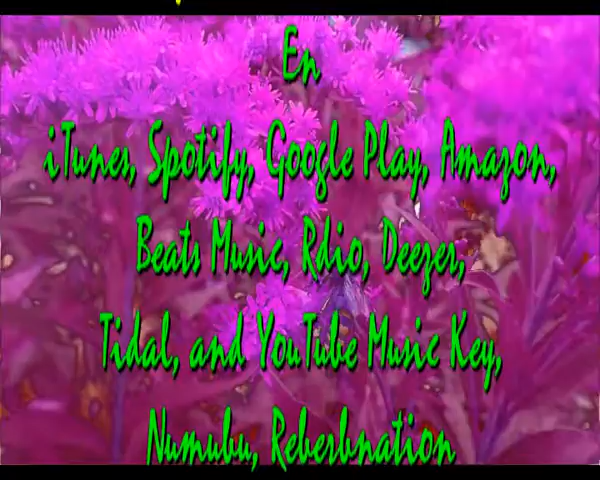 En
iTunes, Spotify, Google Play, Amazon,
Beats Music, Rdio, Deezer,
Tidal, and YouTube Music Key,
Numubu, Reberbnation